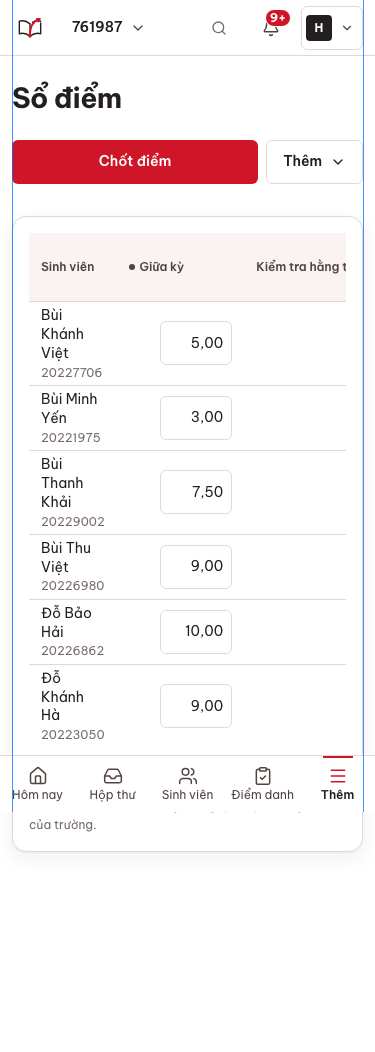 761987
9+
H
Sổ điểm
Chốt điểm
Thêm
Sinh viên
Giữa kỳ
Kiểm tra hằng t
Bùi
Khánh
Việt
20227706
5,00
Bùi Minh
Yến
20221975
3,00
Bùi
Thanh
Khải
20229002
7,50
Bùi Thu
Việt
20226980
9,00
Đỗ Bảo
Hải
20226862
10,00
Đỗ
Khánh
Hà
20223050
9,00
Hôm nay
Hộp thư
Sinh viên
Điểm danh
Thêm
của trường.